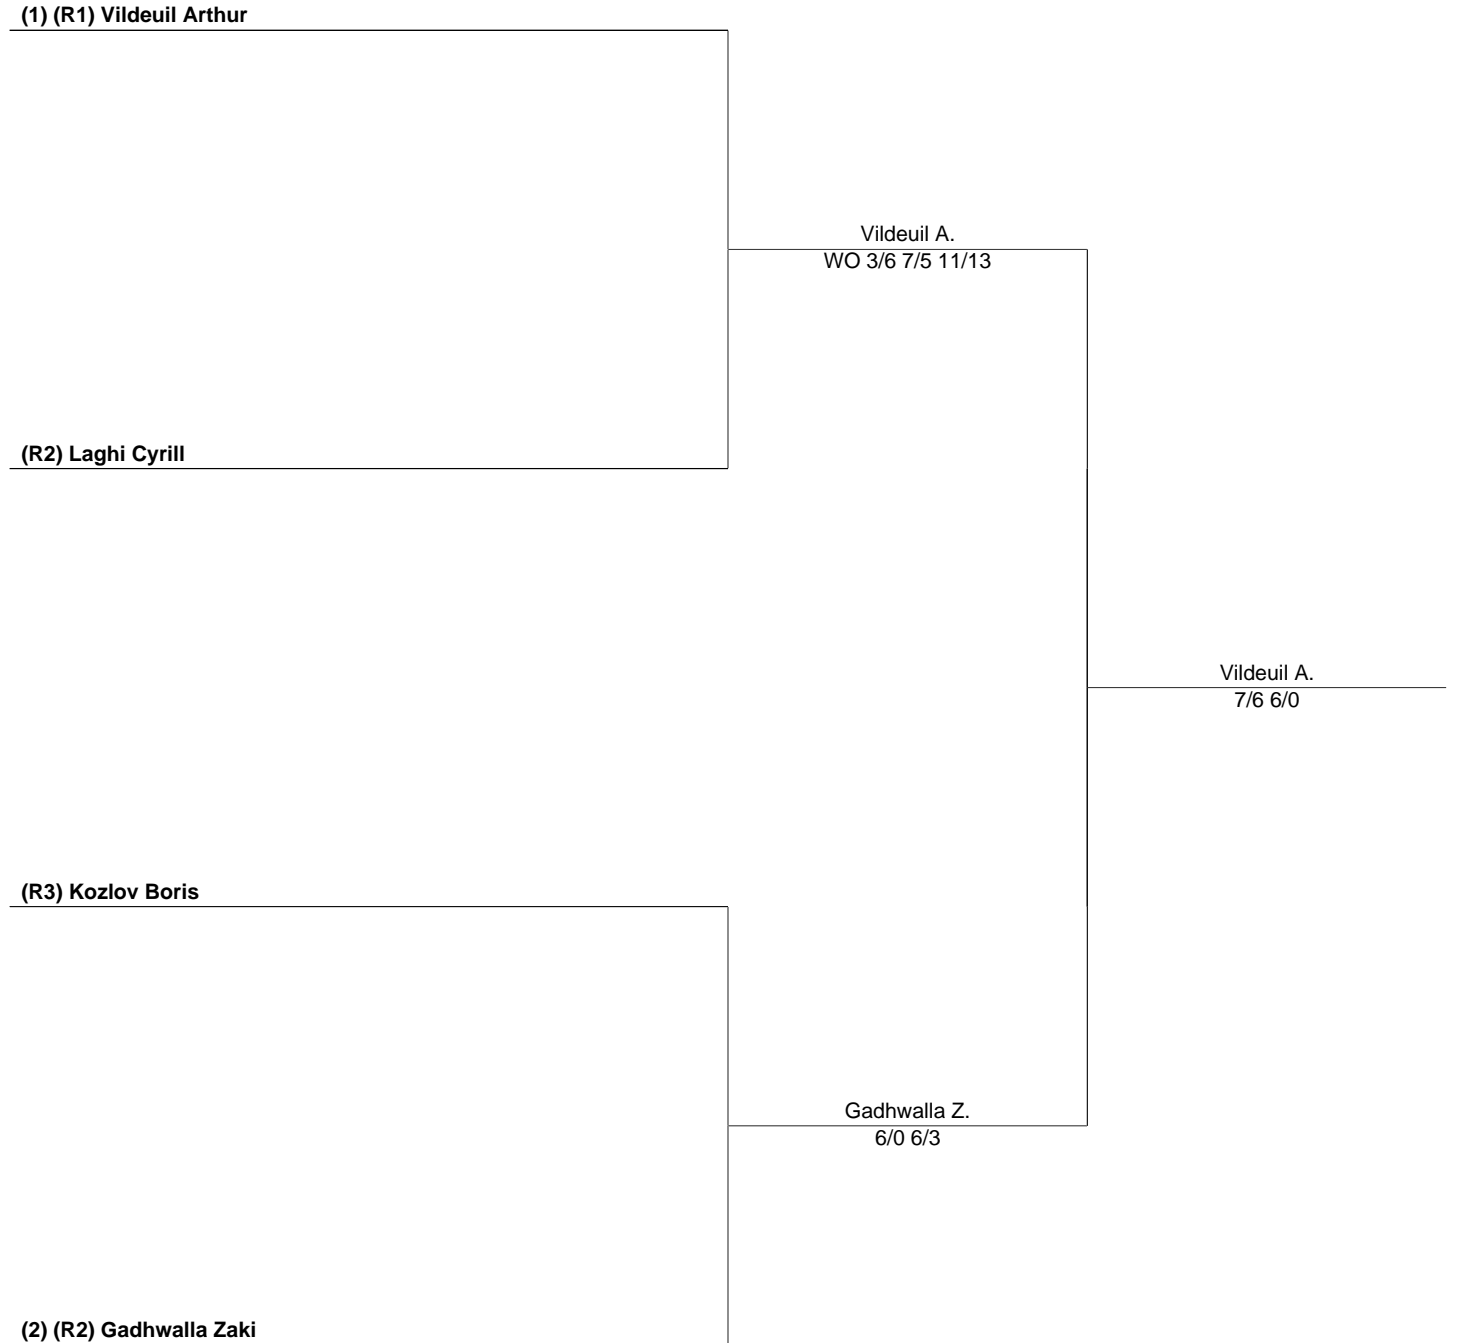 (1) (R1) Vildeuil Arthur
Vildeuil A.
WO 3/6 7/5 11/13
(R2) Laghi Cyrill
Vildeuil A.
7/6 6/0
(R3) Kozlov Boris
Gadhwalla Z.
6/0 6/3
(2) (R2) Gadhwalla Zaki